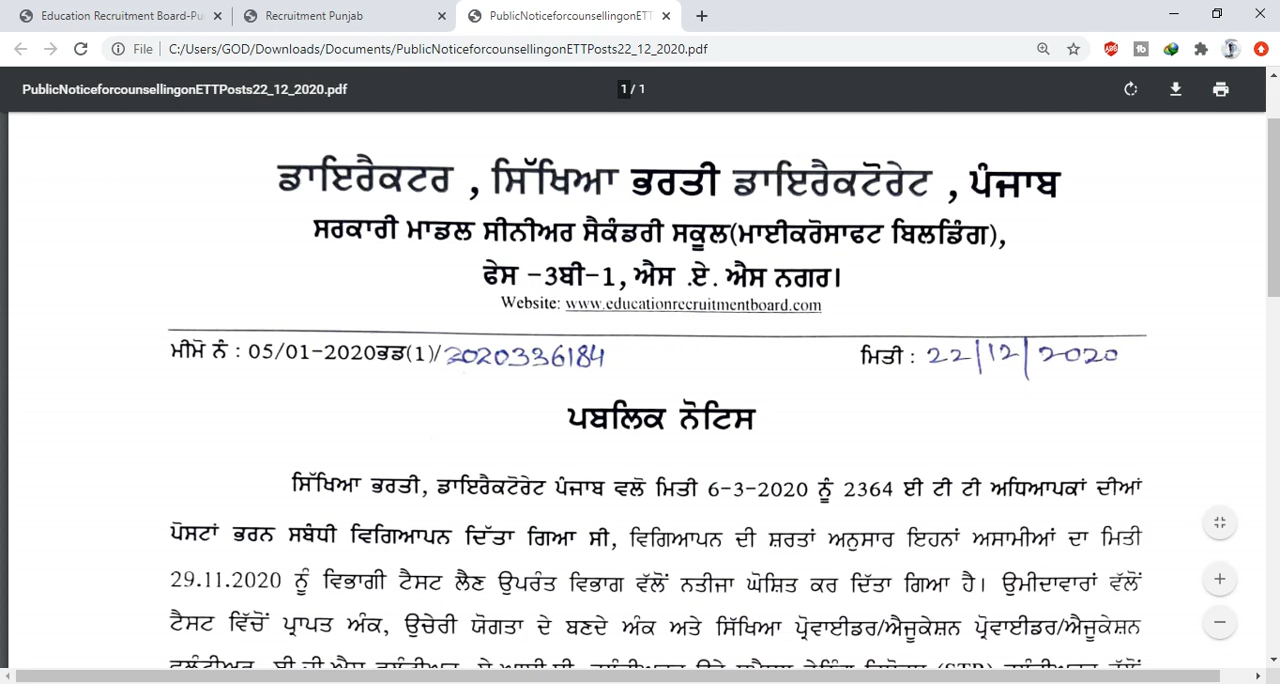 Education Recruitment Board-Pu
Recruitment Punjab
PublicNoticeforcounsellingonETT
File | C:/Users/GOD/Downloads/Documents/PublicNoticeforcounsellingonETTPosts22_12_2020.pdf
PublicNoticeforcounsellingonETTPosts22_12_2020.pdf
1 / 1
ਡਾਇਰੈਕਟਰ , ਸਿੱਖਿਆ ਭਰਤੀ ਡਾਇਰੈਕਟੋਰੇਟ , ਪੰਜਾਬ
ਸਰਕਾਰੀ ਮਾਡਲ ਸੀਨੀਅਰ ਸੈਕੰਡਰੀ ਸਕੂਲ(ਮਾਈਕਰੋਸਾਫਟ ਬਿਲਡਿੰਗ),
ਫੇਸ -3ਬੀ-1, ਐਸ .ਏ. ਐਸ ਨਗਰ।
Website: www.educationrecruitmentboard.com
ਮੀਮੋ ਨੰ : 05/01-2020ਭਡ(1)/2020336184 ਮਿਤੀ : 22/12/2020
ਪਬਲਿਕ ਨੋਟਿਸ
ਸਿੱਖਿਆ ਭਰਤੀ, ਡਾਇਰੈਕਟੋਰੇਟ ਪੰਜਾਬ ਵਲੋਂ ਮਿਤੀ 6-3-2020 ਨੂੰ 2364 ਈ ਟੀ ਟੀ ਅਧਿਆਪਕਾਂ ਦੀਆਂ
ਪੋਸਟਾਂ ਭਰਨ ਸਬੰਧੀ ਵਿਗਿਆਪਨ ਦਿੱਤਾ ਗਿਆ ਸੀ, ਵਿਗਿਆਪਨ ਦੀ ਸ਼ਰਤਾਂ ਅਨੁਸਾਰ ਇਹਨਾਂ ਅਸਾਮੀਆਂ ਦਾ ਮਿਤੀ
29.11.2020 ਨੂੰ ਵਿਭਾਗੀ ਟੈਸਟ ਲੈਣ ਉਪਰੰਤ ਵਿਭਾਗ ਵੱਲੋਂ ਨਤੀਜਾ ਘੋਸ਼ਿਤ ਕਰ ਦਿੱਤਾ ਗਿਆ ਹੈ। ਉਮੀਦਾਵਾਰਾਂ ਵੱਲੋਂ
ਟੈਸਟ ਵਿੱਚੋਂ ਪ੍ਰਾਪਤ ਅੰਕ, ਉਚੇਰੀ ਯੋਗਤਾ ਦੇ ਬਣਦੇ ਅੰਕ ਅਤੇ ਸਿੱਖਿਆ ਪ੍ਰੋਵਾਈਡਰ/ਐਜੂਕੇਸ਼ਨ ਪ੍ਰੋਵਾਈਡਰ/ਐਜੂਕੇਸ਼ਨ